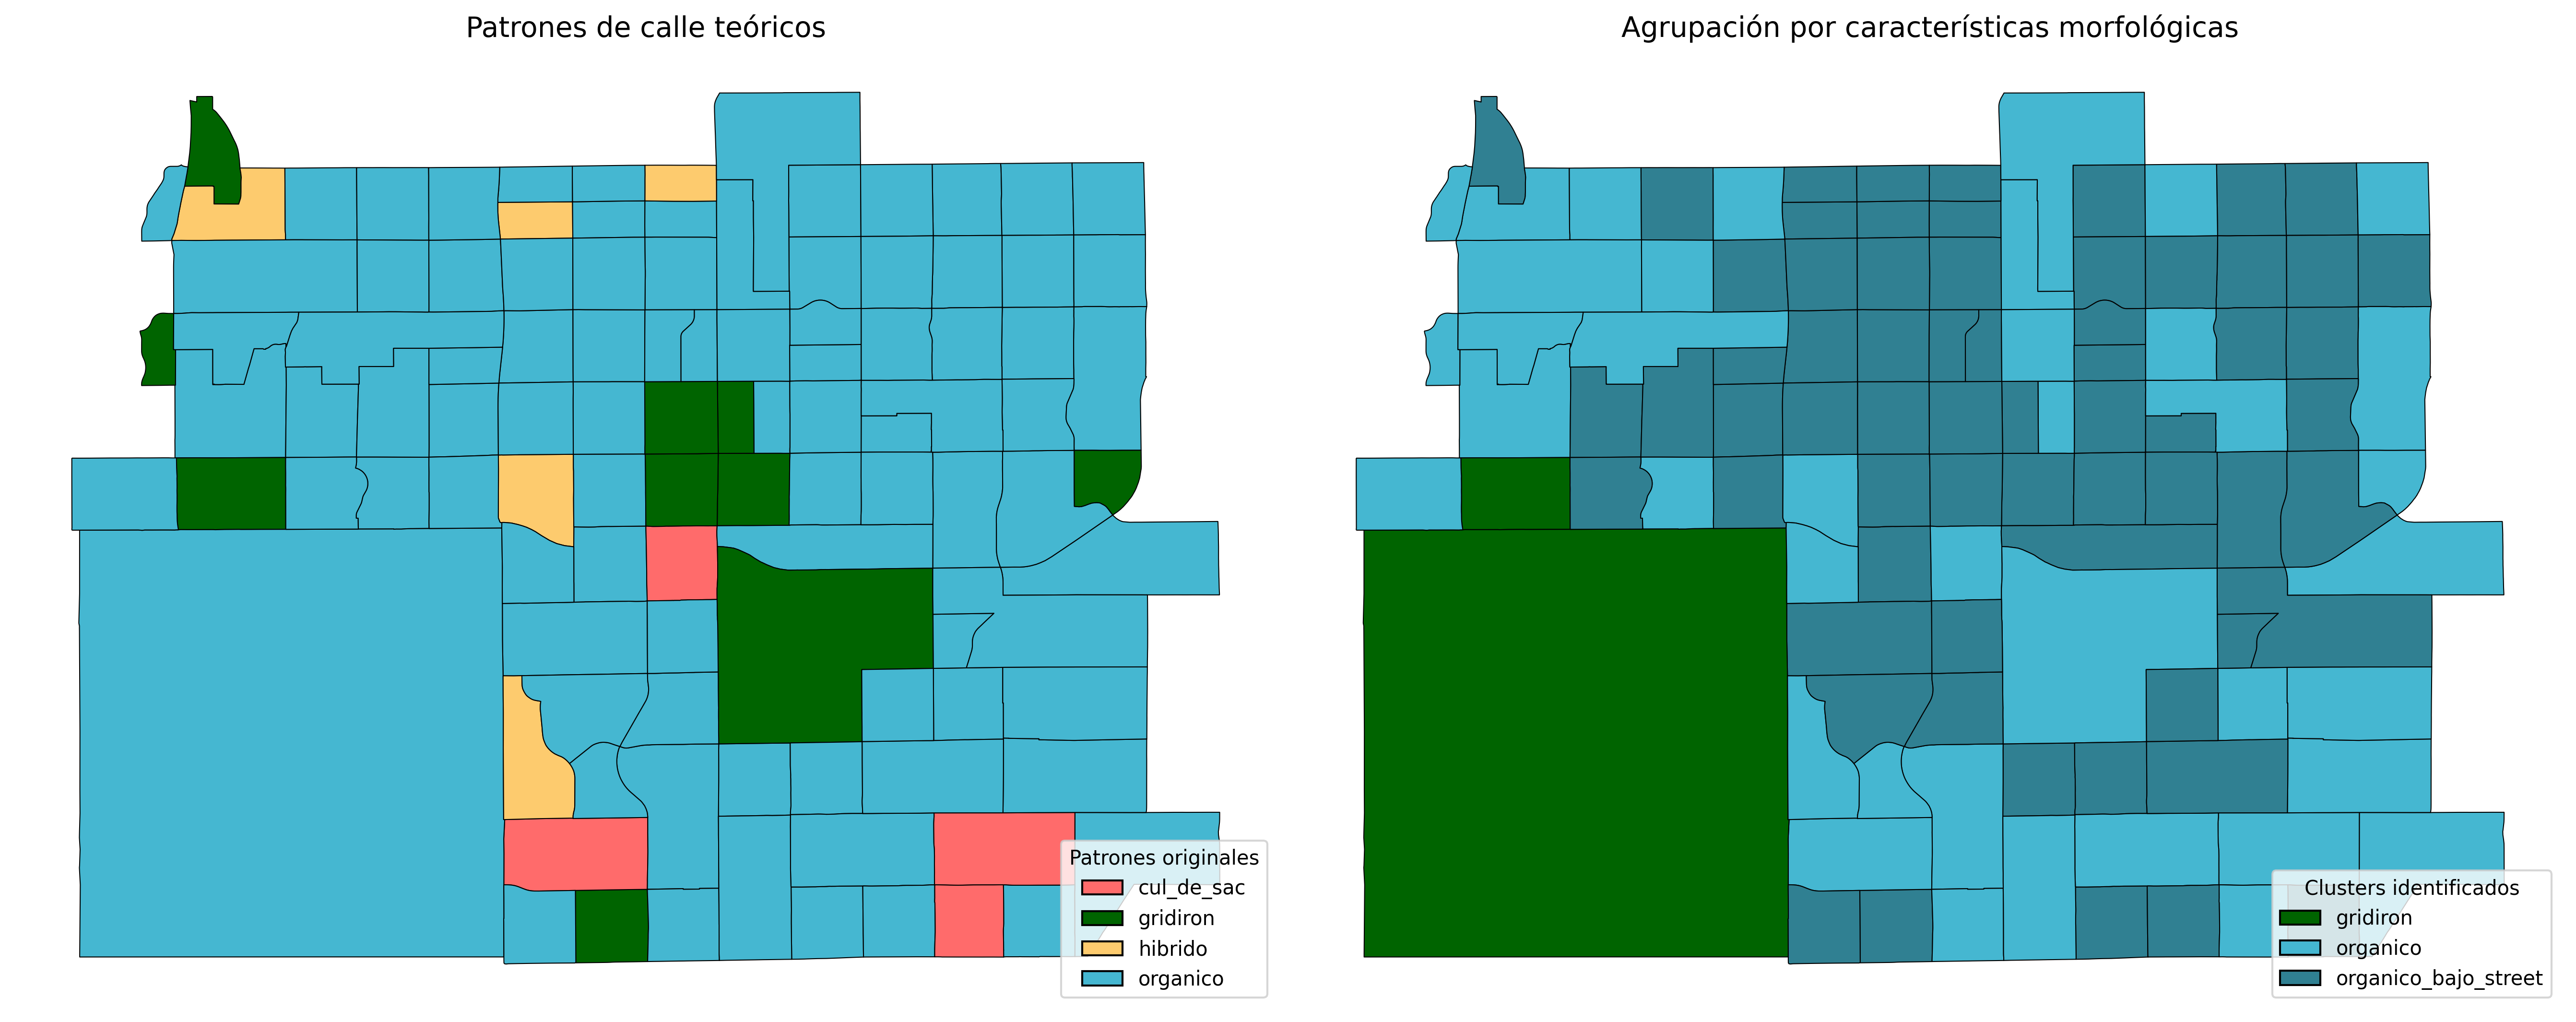 Patrones de calle teóricos
Agrupación por características morfológicas
Patrones originales
cul_de_sac
gridiron
hibrido
organico
Clusters identificados
gridiron
organico
organico_bajo_street